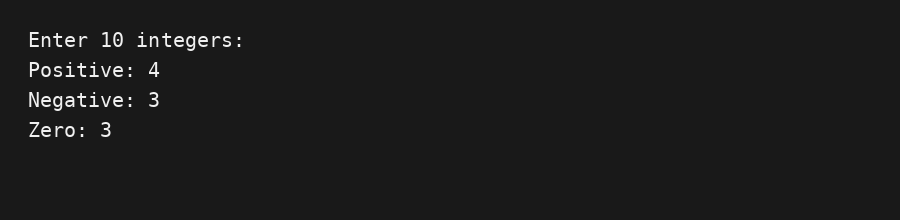 Enter 10 integers:
Positive: 4
Negative: 3
Zero: 3